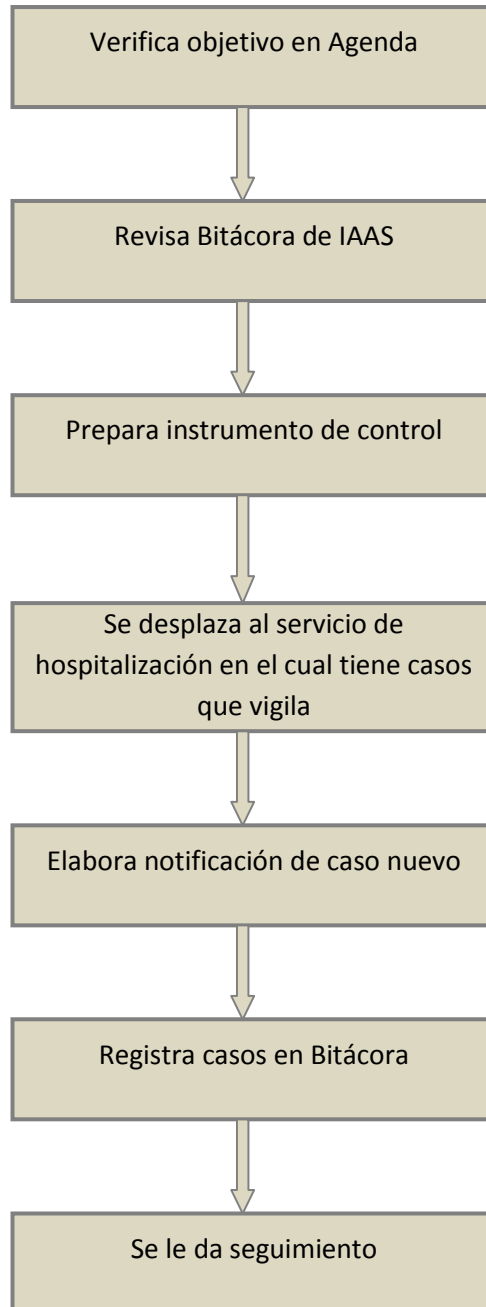 Verifica objetivo en Agenda
Revisa Bitácora de IAAS
Prepara instrumento de control
Se desplaza al servicio de
hospitalización en el cual tiene casos
que vigila
Elabora notificación de caso nuevo
Registra casos en Bitácora
Se le da seguimiento